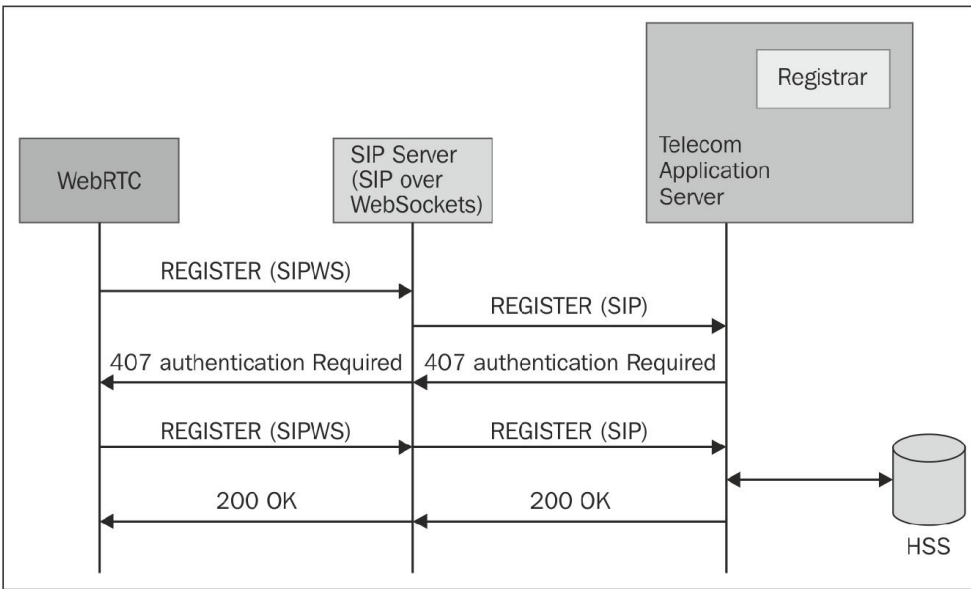 Registrar
Telecom
Application
Server
SIP Server
(SIP over
WebSockets)
WebRTC
REGISTER (SIPWS)
REGISTER (SIP)
407 authentication Required
407 authentication Required
REGISTER (SIPWS)
REGISTER (SIP)
200 OK
200 OK
HSS